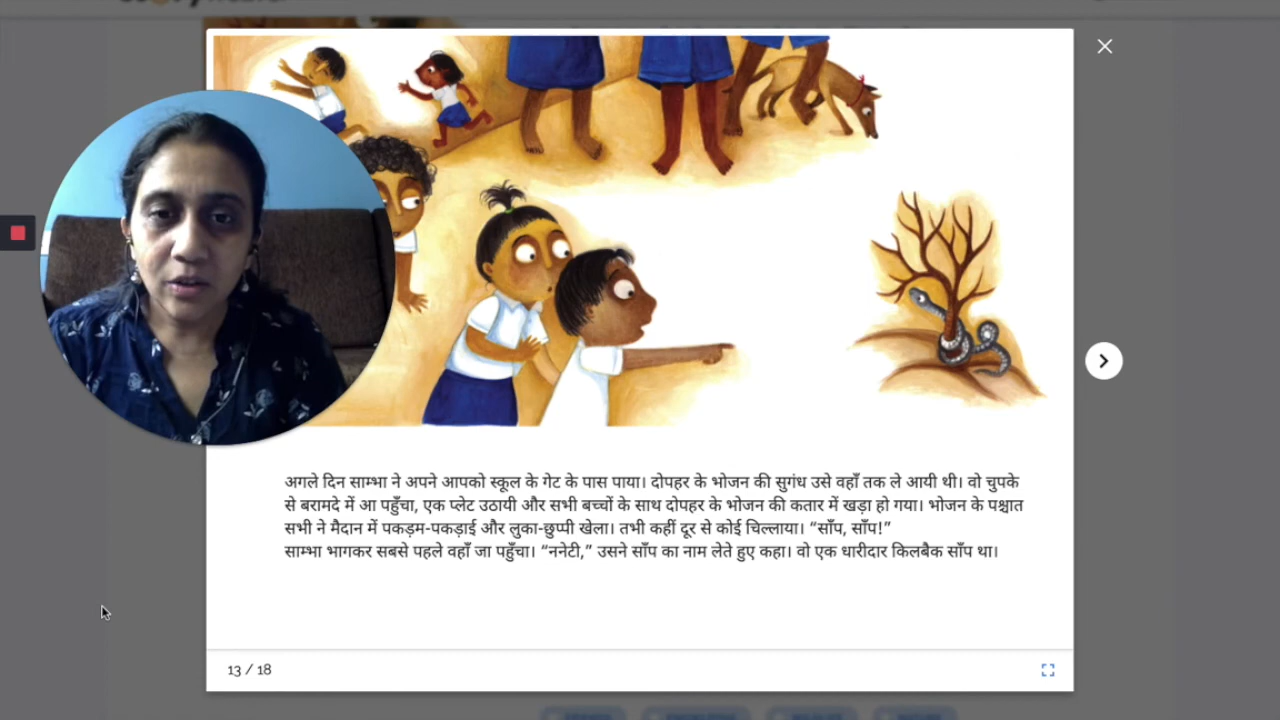 अगले दिन साम्भा ने अपने आपको स्कूल के गेट के पास पाया। दोपहर के भोजन की सुगंध उसे वहाँ तक ले आयी थी। वो चुपके
से बरामदे में आ पहुँचा, एक प्लेट उठायी और सभी बच्चों के साथ दोपहर के भोजन की कतार में खड़ा हो गया। भोजन के पश्चात
सभी ने मैदान में पकड़म-पकड़ाई और लुका-छुप्पी खेला। तभी कहीं दूर से कोई चिल्लाया। “साँप, साँप!”
साम्भा भागकर सबसे पहले वहाँ जा पहुँचा। “ननेटी,” उसने साँप का नाम लेते हुए कहा। वो एक धारीदार किलबैक साँप था।
13 / 18